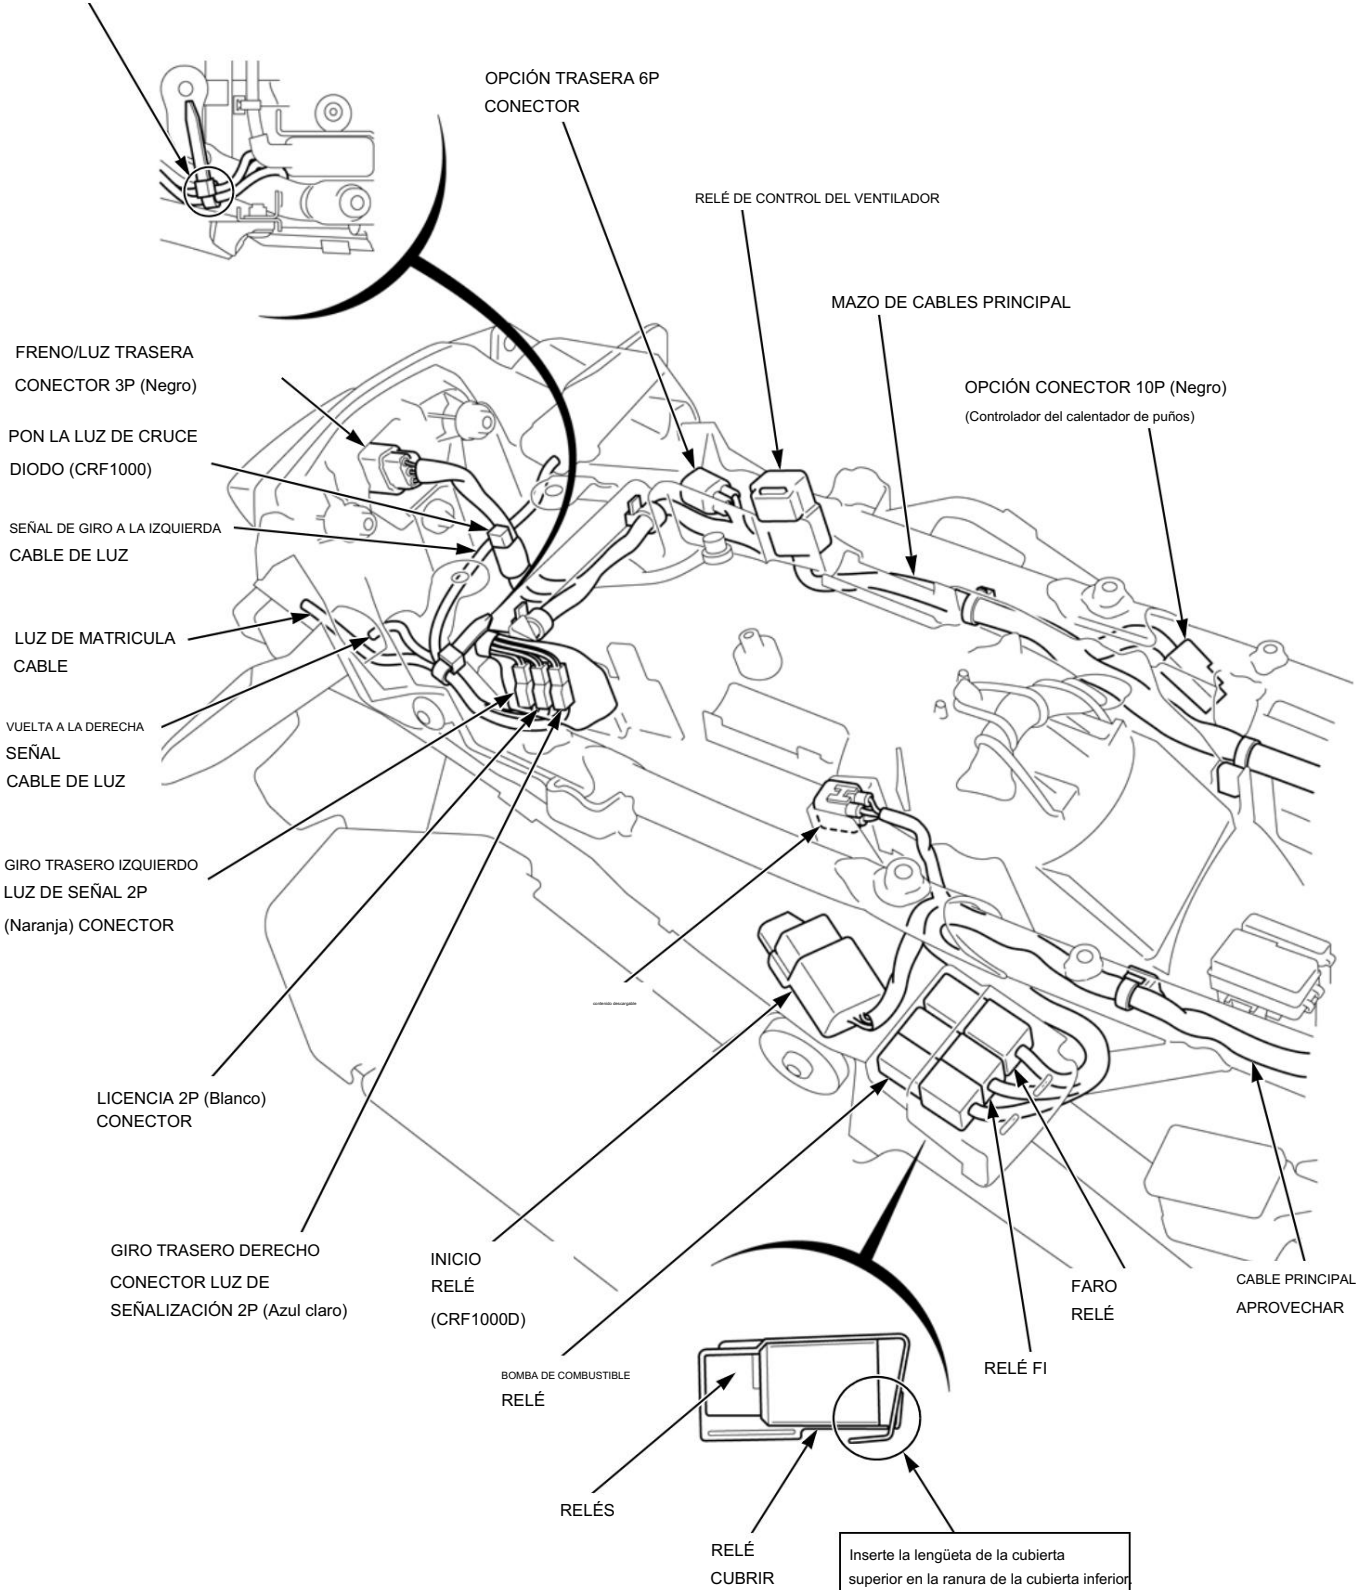 OPCIÓN TRASERA 6P
CONECTOR
RELÉ DE CONTROL DEL VENTILADOR
MAZO DE CABLES PRINCIPAL
OPCIÓN CONECTOR 10P (Negro)
(Controlador del calentador de puños)
FRENO/LUZ TRASERA
CONECTOR 3P (Negro)
PON LA LUZ DE CRUCE
DIODO (CRF1000)
SEÑAL DE GIRO A LA IZQUIERDA
CABLE DE LUZ
LUZ DE MATRICULA
CABLE
VUELTA A LA DERECHA
SEÑAL
CABLE DE LUZ
GIRO TRASERO IZQUIERDO
LUZ DE SEÑAL 2P
(Naranja) CONECTOR
contenido descargable
LICENCIA 2P (Blanco)
CONECTOR
GIRO TRASERO DERECHO
CONECTOR LUZ DE
SEÑALIZACIÓN 2P (Azul claro)
INICIO
RELÉ
(CRF1000D)
BOMBA DE COMBUSTIBLE
RELÉ
FARO
RELÉ
CABLE PRINCIPAL
APROVECHAR
RELÉ FI
RELÉS
RELÉ
CUBRIR
Inserte la lengüeta de la cubierta
superior en la ranura de la cubierta inferior.